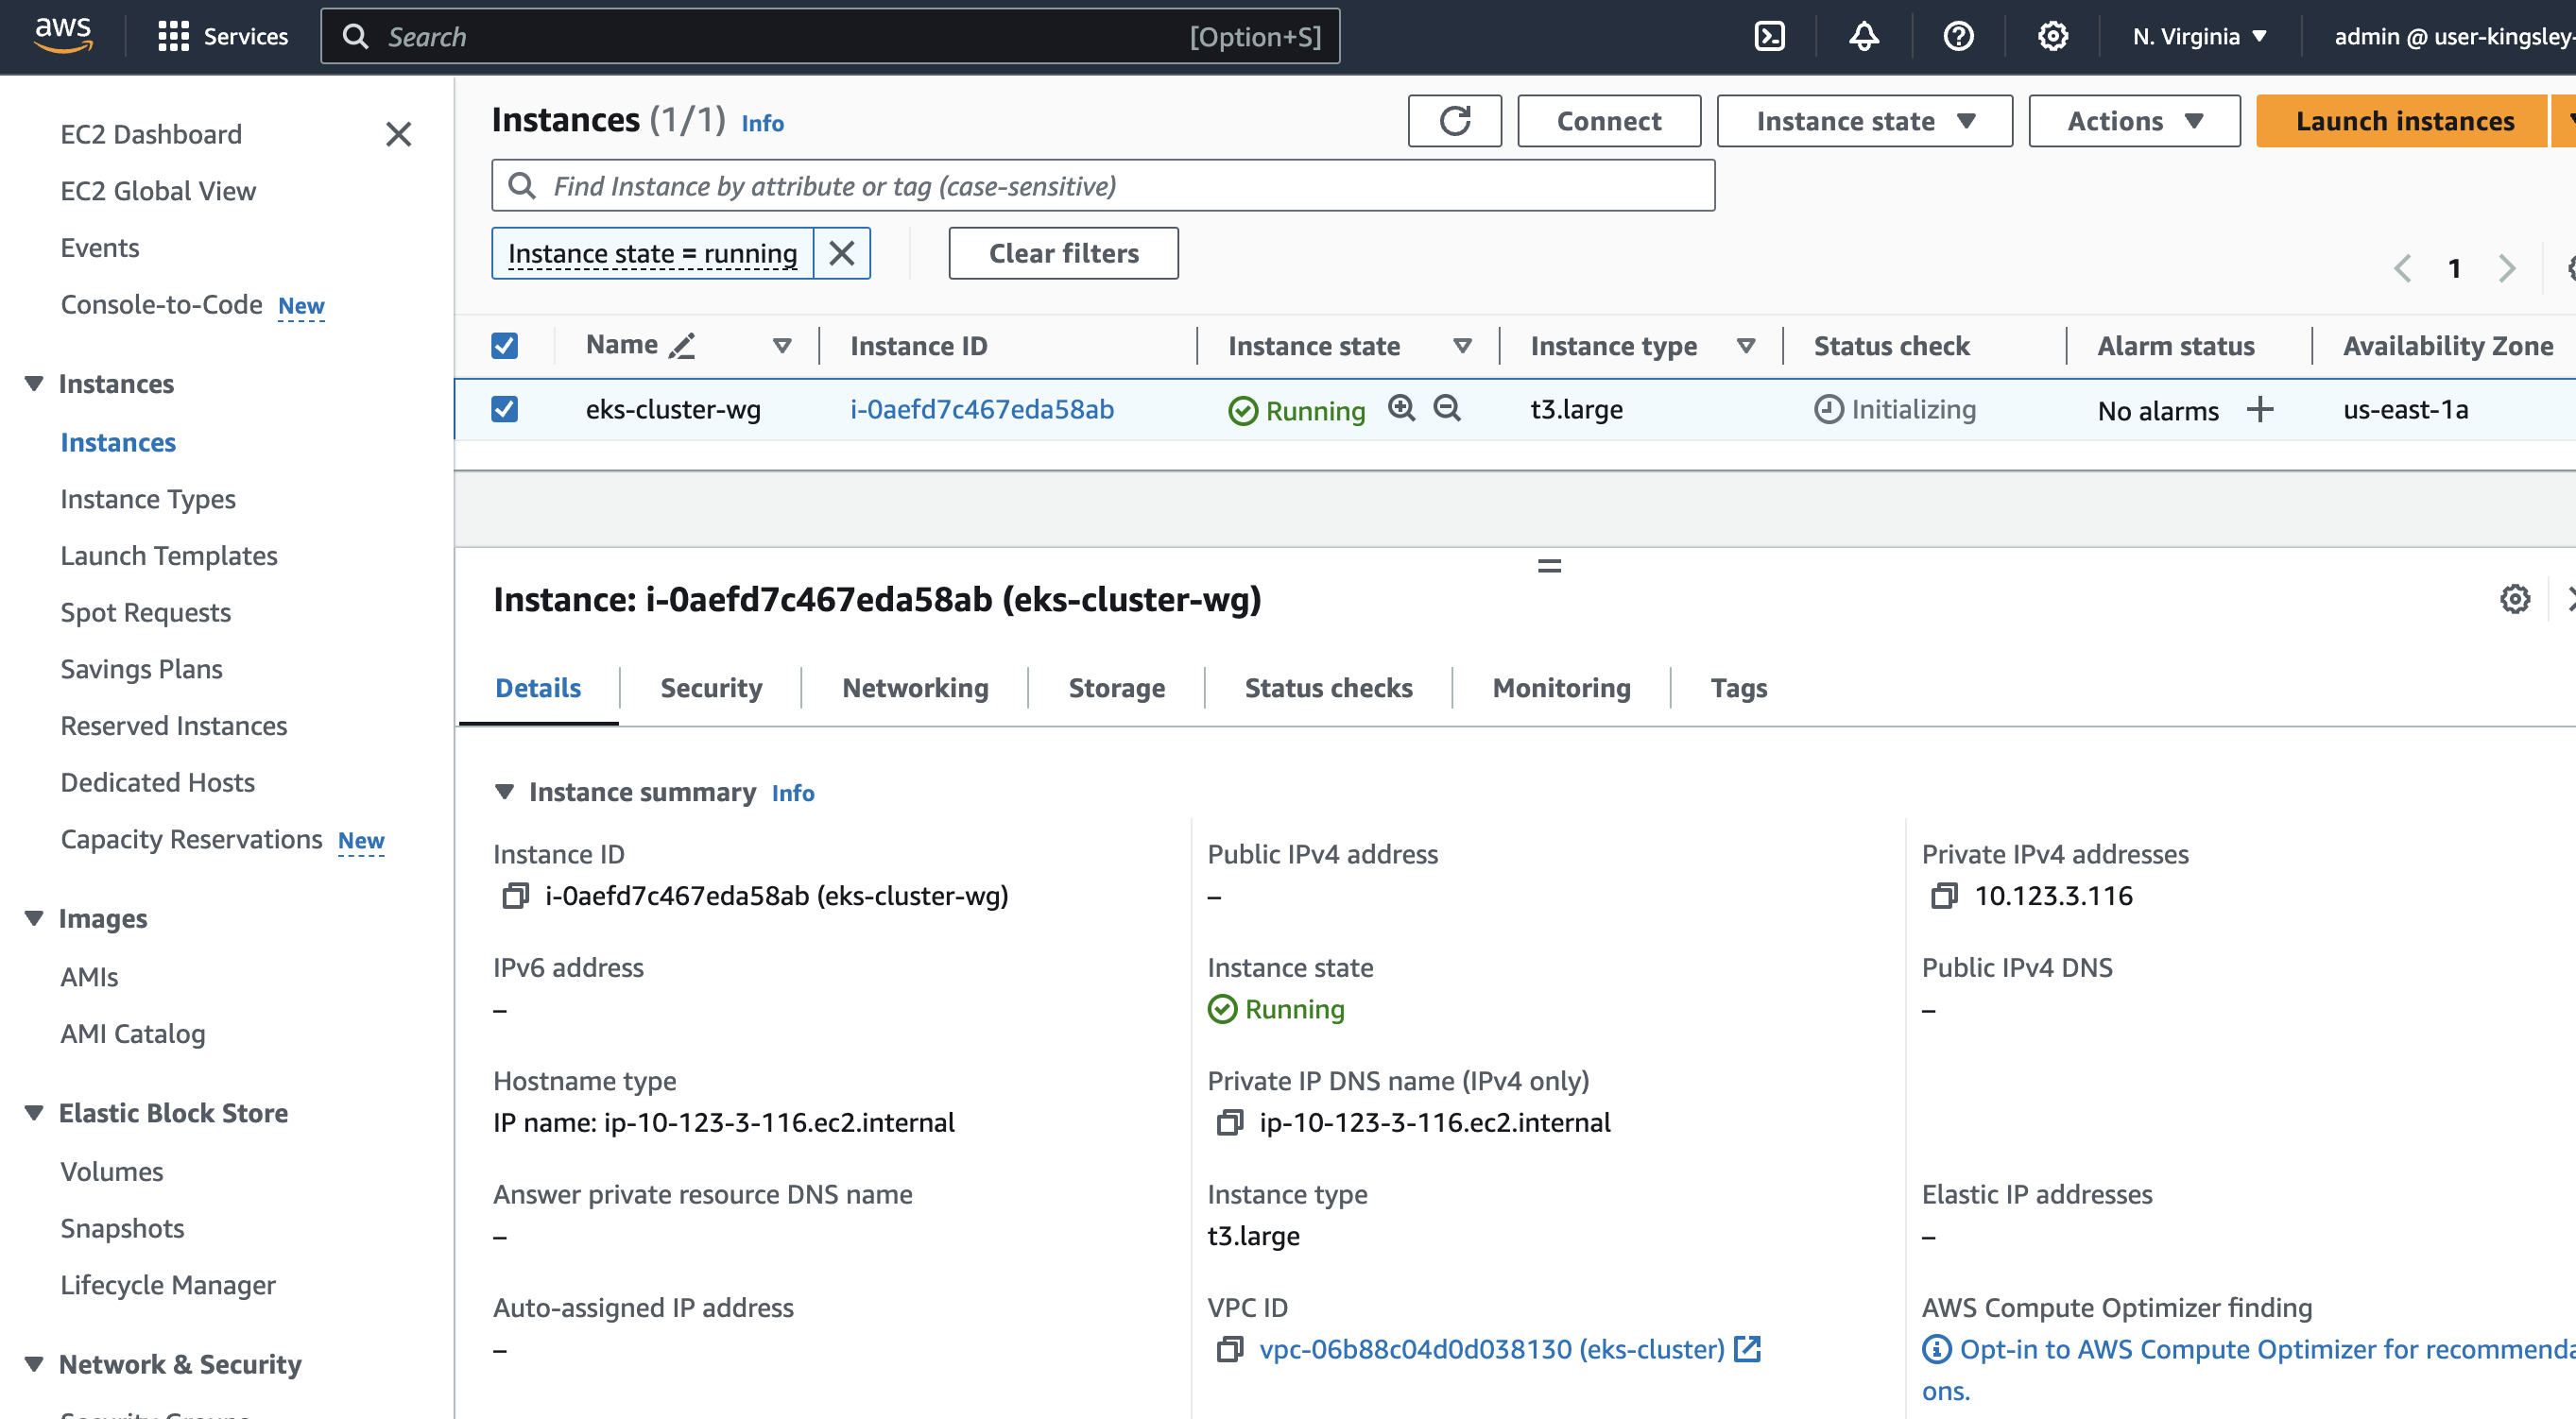 aws
Services
Search
[Option+S]
N. Virginia
admin @ user-kingsley-
EC2 Dashboard
EC2 Global View
Events
Console-to-Code New
Instances
Instances
Instance Types
Launch Templates
Spot Requests
Savings Plans
Reserved Instances
Dedicated Hosts
Capacity Reservations New
Images
AMIs
AMI Catalog
Elastic Block Store
Volumes
Snapshots
Lifecycle Manager
Network & Security
Instances (1/1) Info
Connect
Instance state
Actions
Launch instances
Find Instance by attribute or tag (case-sensitive)
Instance state = running
Clear filters
1
Name Instance ID Instance state Instance type Status check Alarm status Availability Zone
eks-cluster-wg i-0aefd7c467eda58ab Running t3.large Initializing No alarms + us-east-1a
Instance: i-0aefd7c467eda58ab (eks-cluster-wg)
Details Security Networking Storage Status checks Monitoring Tags
Instance summary Info
Instance ID
i-0aefd7c467eda58ab (eks-cluster-wg)
Public IPv4 address
–
Private IPv4 addresses
10.123.3.116
IPv6 address
–
Instance state
Running
Public IPv4 DNS
–
Hostname type
IP name: ip-10-123-3-116.ec2.internal
Private IP DNS name (IPv4 only)
ip-10-123-3-116.ec2.internal
Answer private resource DNS name
–
Instance type
t3.large
Elastic IP addresses
–
Auto-assigned IP address
–
VPC ID
vpc-06b88c04d0d038130 (eks-cluster)
AWS Compute Optimizer finding
Opt-in to AWS Compute Optimizer for recommenda
ons.